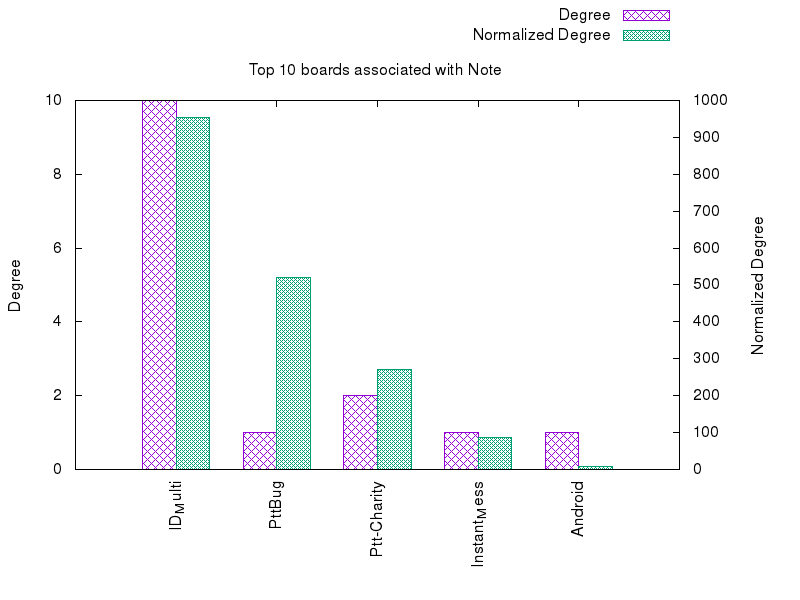 Degree
Normalized Degree
Top 10 boards associated with Note
10
8
6
4
2
0
1000
900
800
700
600
500
400
300
200
100
0
Degree
Normalized Degree
IDMulti
PttBug
Ptt-Charity
InstantMess
Android